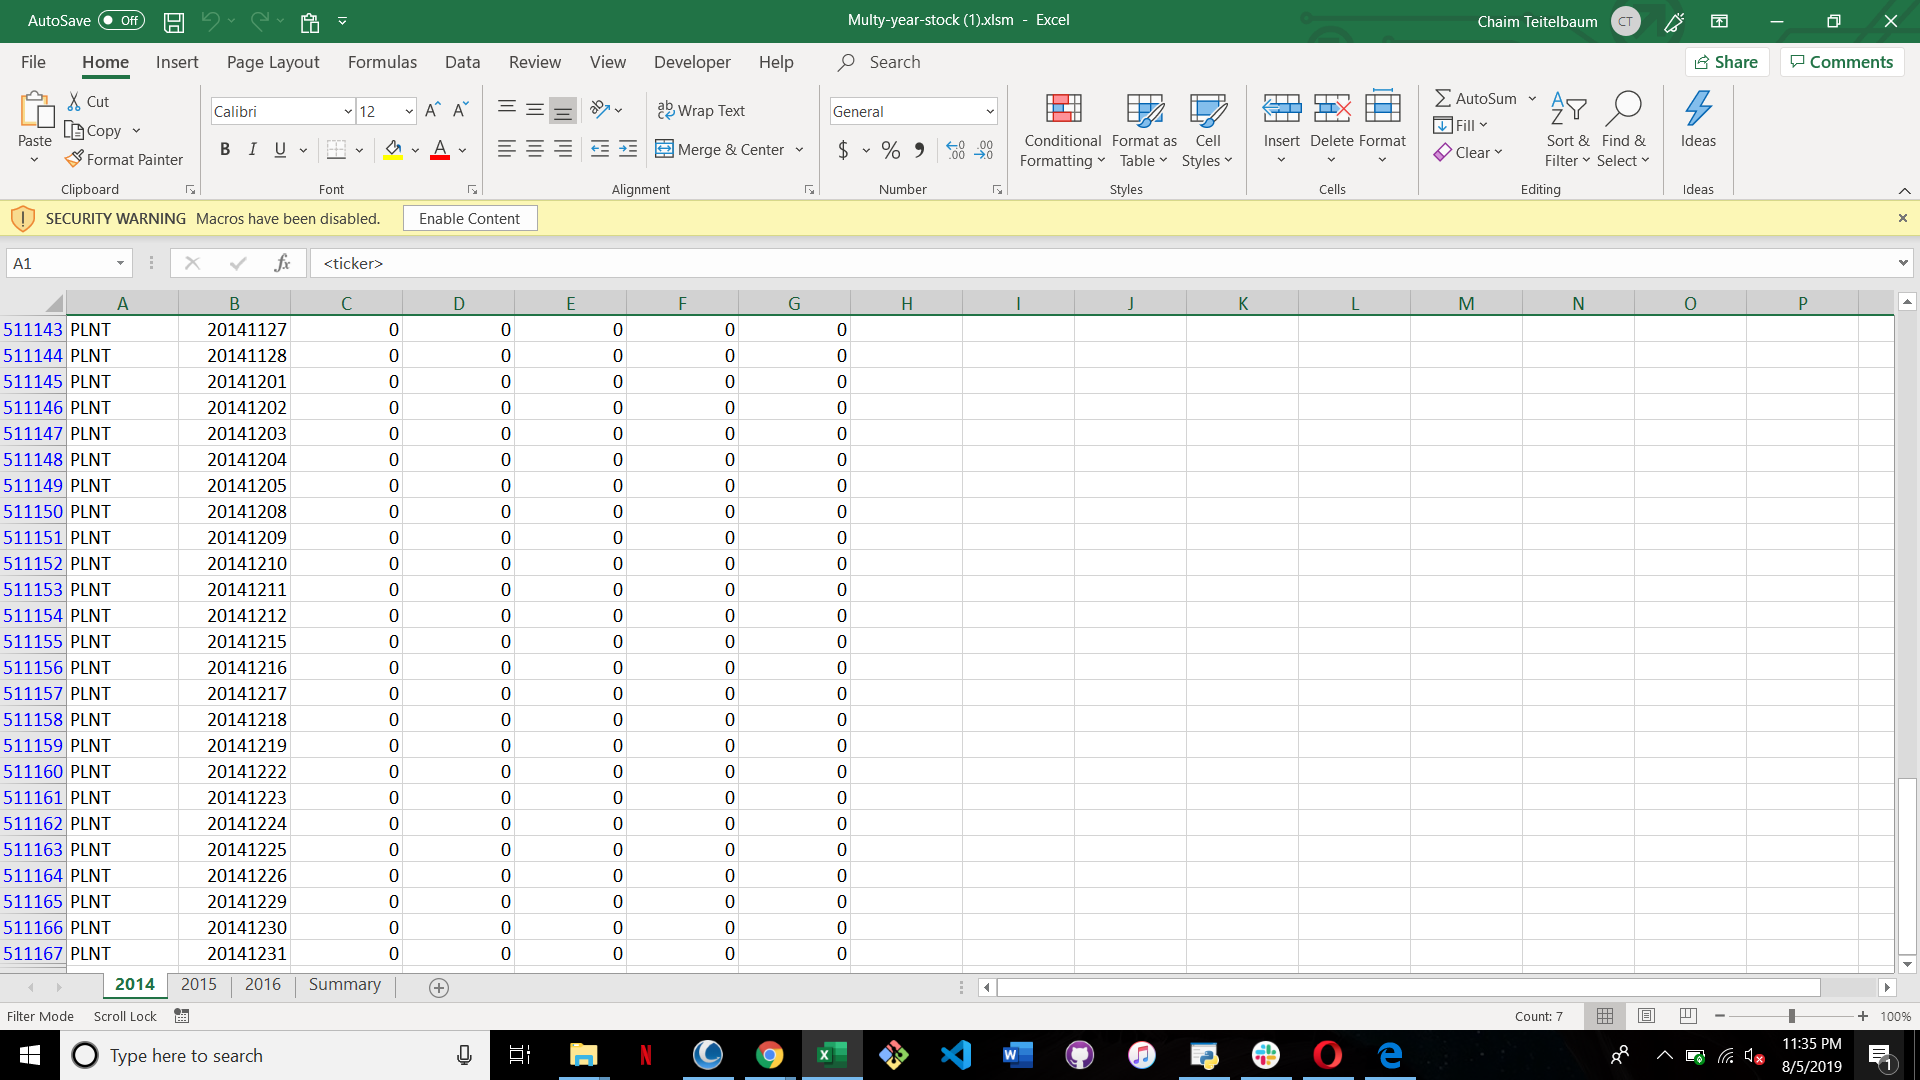 AutoSave Off Multy-year-stock (1).xlsm - Excel Chaim Teitelbaum CT
File Home Insert Page Layout Formulas Data Review View Developer Help Search Share Comments
Paste Cut Copy Format Painter Clipboard
Calibri 12 B I U A Font
Wrap Text Merge & Center Alignment
General $ % Number
Conditional Formatting Format as Table Cell Styles Styles
Insert Delete Format Cells
AutoSum Fill Clear Sort & Filter Find & Select Editing
Ideas Ideas
SECURITY WARNING Macros have been disabled. Enable Content
A1 fx <ticker>
A B C D E F G H I J K L M N O P
511143 PLNT 20141127 0 0 0 0 0
511144 PLNT 20141128 0 0 0 0 0
511145 PLNT 20141201 0 0 0 0 0
511146 PLNT 20141202 0 0 0 0 0
511147 PLNT 20141203 0 0 0 0 0
511148 PLNT 20141204 0 0 0 0 0
511149 PLNT 20141205 0 0 0 0 0
511150 PLNT 20141208 0 0 0 0 0
511151 PLNT 20141209 0 0 0 0 0
511152 PLNT 20141210 0 0 0 0 0
511153 PLNT 20141211 0 0 0 0 0
511154 PLNT 20141212 0 0 0 0 0
511155 PLNT 20141215 0 0 0 0 0
511156 PLNT 20141216 0 0 0 0 0
511157 PLNT 20141217 0 0 0 0 0
511158 PLNT 20141218 0 0 0 0 0
511159 PLNT 20141219 0 0 0 0 0
511160 PLNT 20141222 0 0 0 0 0
511161 PLNT 20141223 0 0 0 0 0
511162 PLNT 20141224 0 0 0 0 0
511163 PLNT 20141225 0 0 0 0 0
511164 PLNT 20141226 0 0 0 0 0
511165 PLNT 20141229 0 0 0 0 0
511166 PLNT 20141230 0 0 0 0 0
511167 PLNT 20141231 0 0 0 0 0
2014 2015 2016 Summary
Filter Mode Scroll Lock Count: 7 100%
Type here to search 11:35 PM
8/5/2019 1